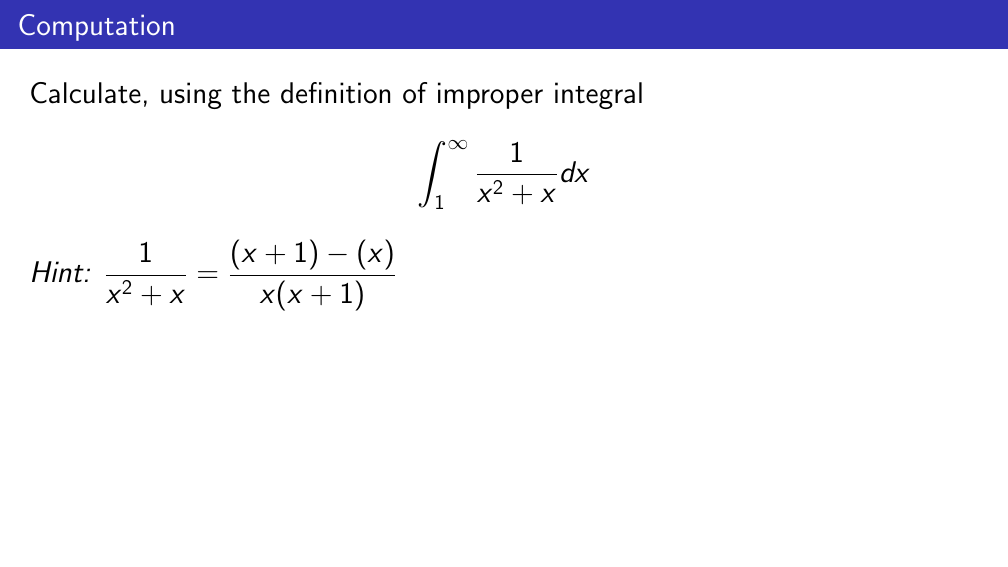 Computation
Calculate, using the definition of improper integral
∫₁^∞ 1/(x² + x) dx
Hint: 1/(x² + x) = ((x + 1) − (x))/(x(x + 1))